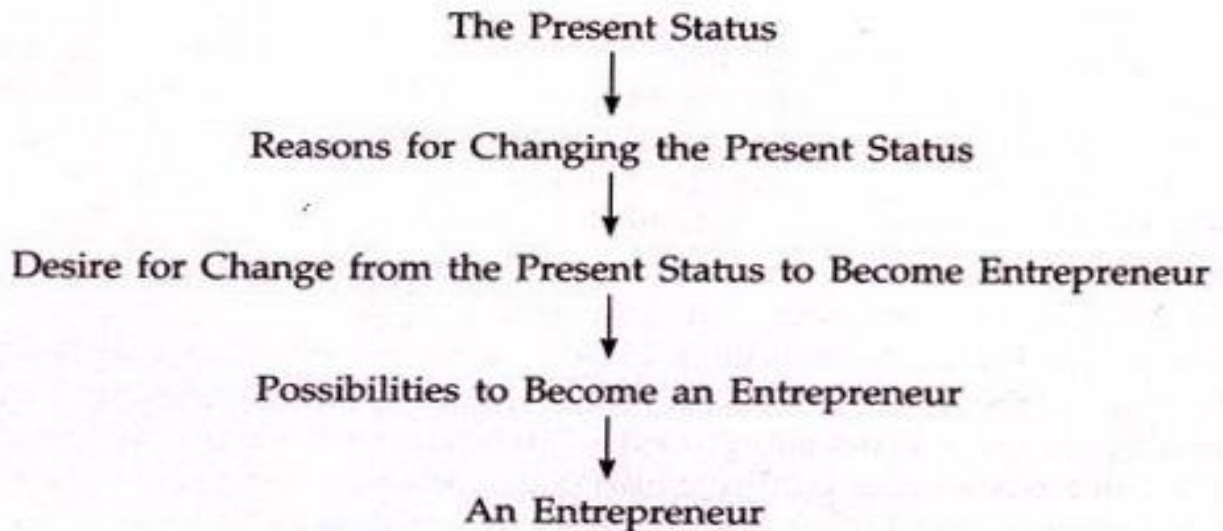 The Present Status
Reasons for Changing the Present Status
Desire for Change from the Present Status to Become Entrepreneur
Possibilities to Become an Entrepreneur
An Entrepreneur